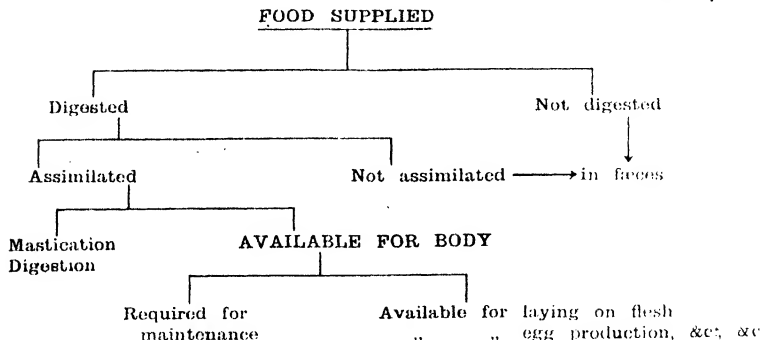 FOOD SUPPLIED
Digested Not digested
Assimilated Not assimilated in fæces
Mastication AVAILABLE FOR BODY
Digestion
Required for Available for laying on flesh
maintenance „ „ egg production, &c, &c